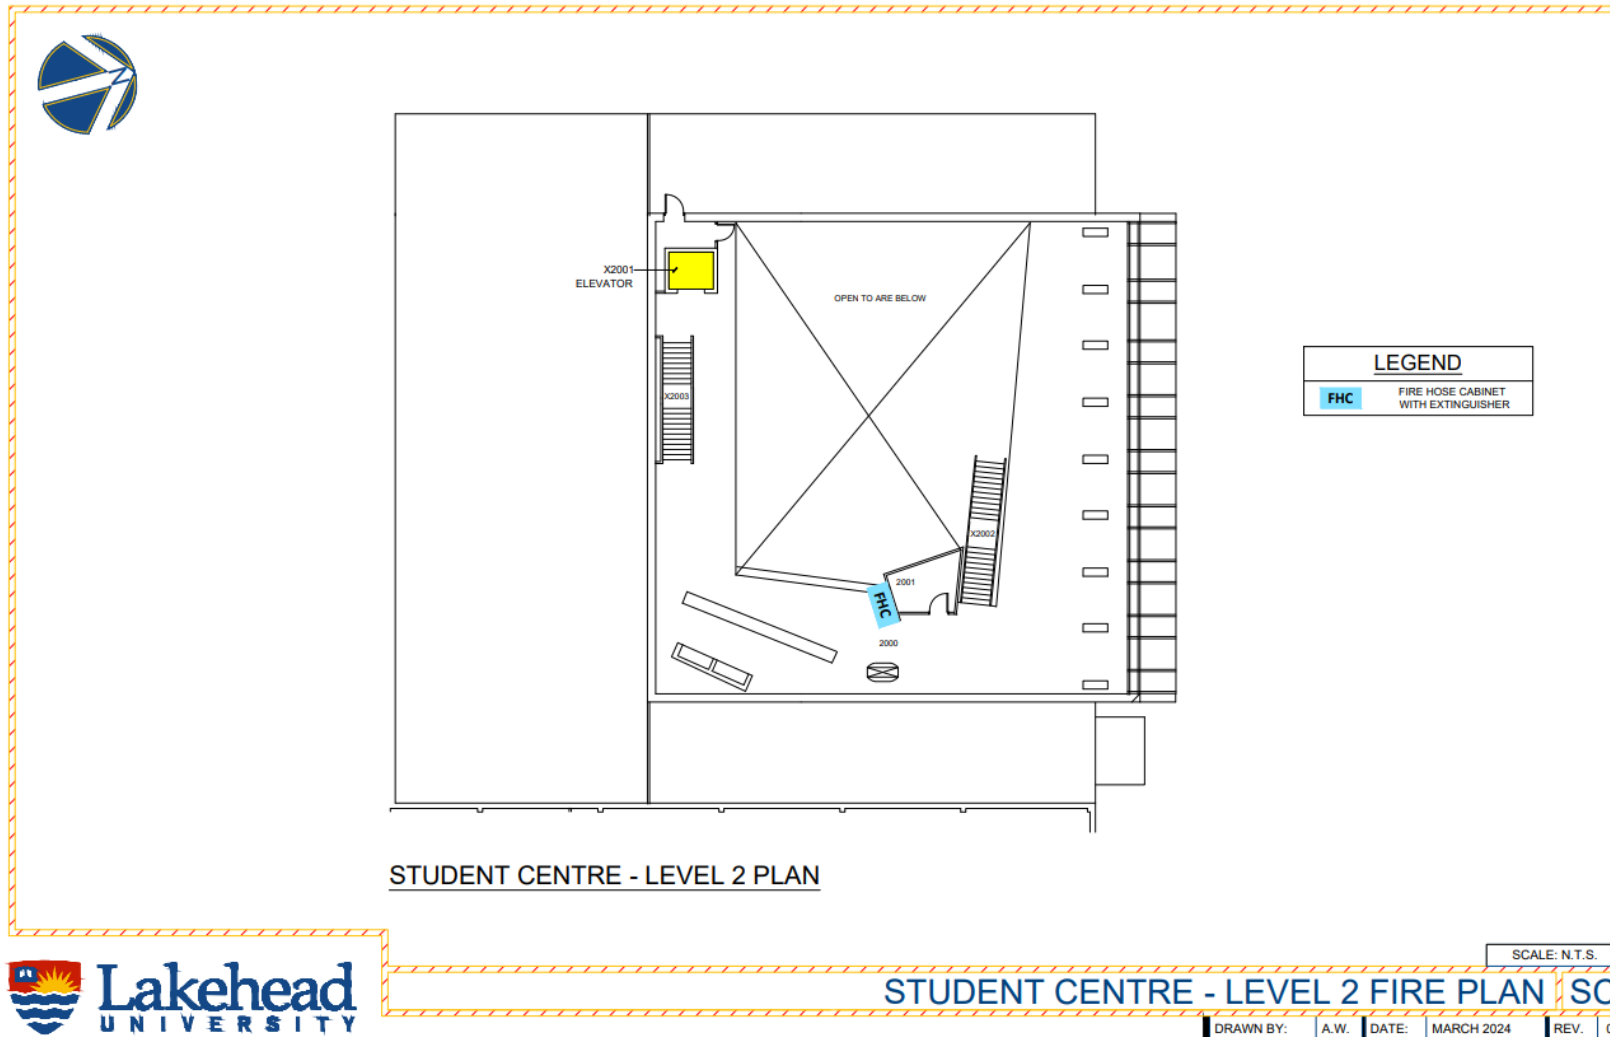 N
X2001
ELEVATOR
OPEN TO ARE BELOW
X2003
X2002
2001
FHC
2000
LEGEND
FHC
FIRE HOSE CABINET
WITH EXTINGUISHER
STUDENT CENTRE - LEVEL 2 PLAN
SCALE: N.T.S.
Lakehead
UNIVERSITY
STUDENT CENTRE - LEVEL 2 FIRE PLAN
SC
DRAWN BY:
A.W.
DATE:
MARCH 2024
REV.